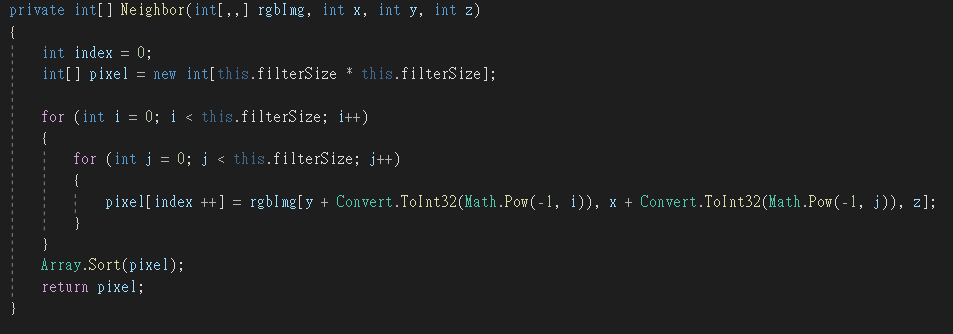 private int[] Neighbor(int[,,] rgbImg, int x, int y, int z)
{
    int index = 0;
    int[] pixel = new int[this.filterSize * this.filterSize];
    for (int i = 0; i < this.filterSize; i++)
    {
        for (int j = 0; j < this.filterSize; j++)
        {
            pixel[index ++] = rgbImg[y + Convert.ToInt32(Math.Pow(-1, i)), x + Convert.ToInt32(Math.Pow(-1, j)), z];
        }
    }
    Array.Sort(pixel);
    return pixel;
}